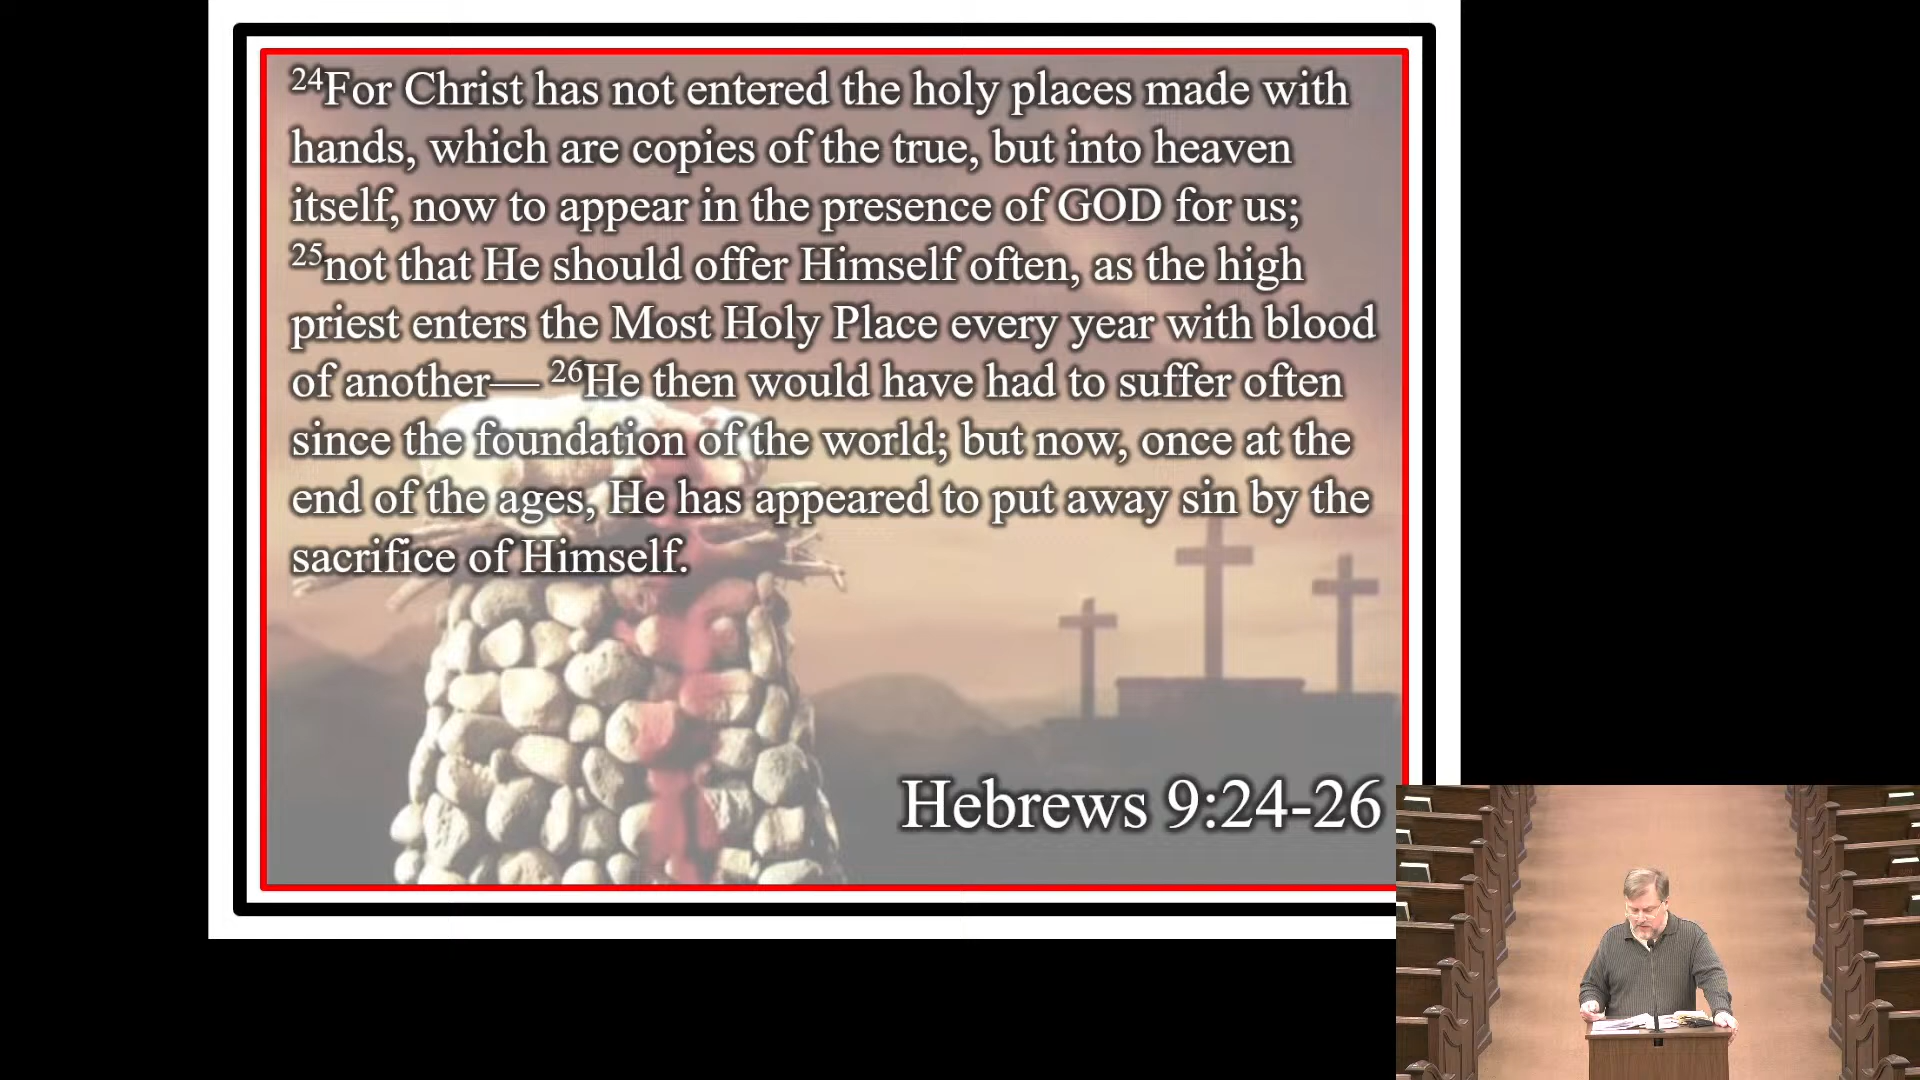 24For Christ has not entered the holy places made with
hands, which are copies of the true, but into heaven
itself, now to appear in the presence of GOD for us;
25not that He should offer Himself often, as the high
priest enters the Most Holy Place every year with blood
of another— 26He then would have had to suffer often
since the foundation of the world; but now, once at the
end of the ages, He has appeared to put away sin by the
sacrifice of Himself.
Hebrews 9:24-26